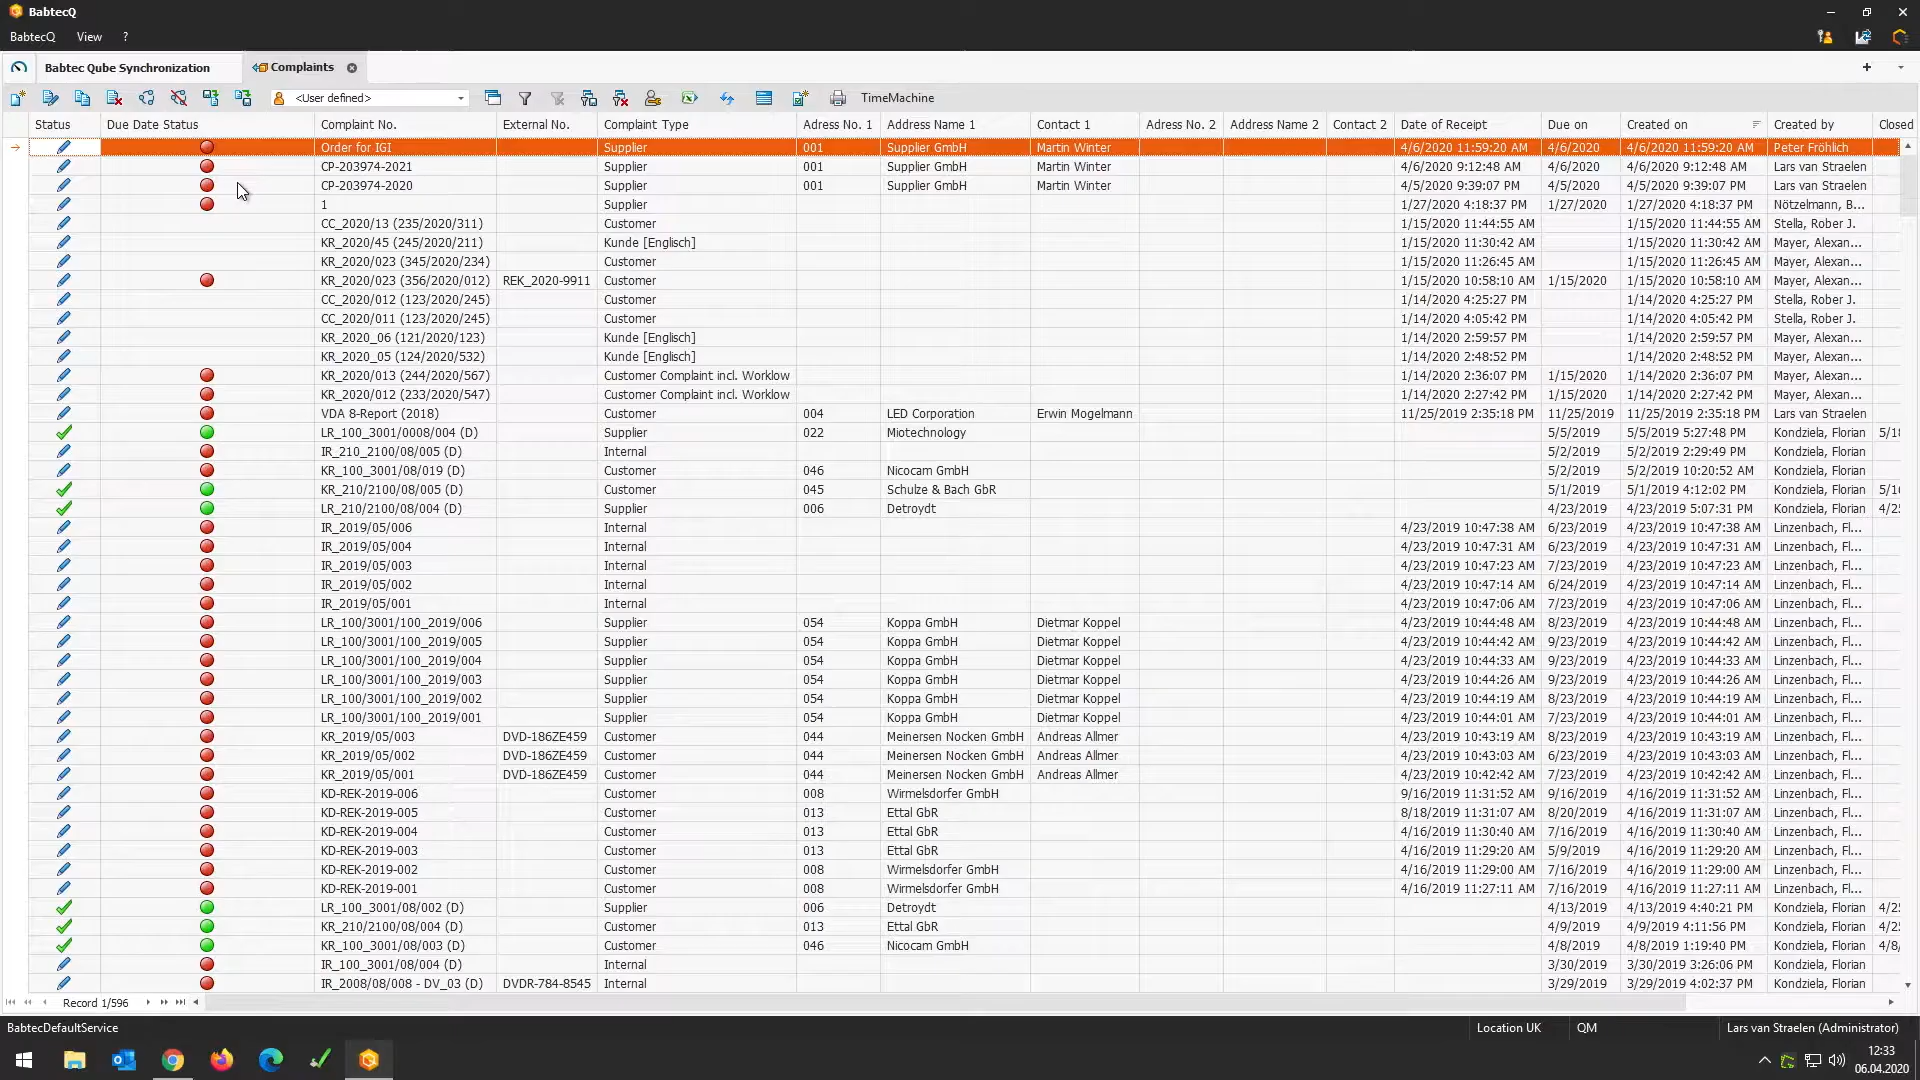 BabtecQ
BabtecQ View ?
Babtec Qube Synchronization Complaints
<User defined> TimeMachine
Status Due Date Status Complaint No. External No. Complaint Type Adress No. 1 Address Name 1 Contact 1 Adress No. 2 Address Name 2 Contact 2 Date of Receipt Due on Created on Created by Closed
Order for IGI Supplier 001 Supplier GmbH Martin Winter 4/6/2020 11:59:20 AM 4/6/2020 4/6/2020 11:59:20 AM Peter Fröhlich
CP-203974-2021 Supplier 001 Supplier GmbH Martin Winter 4/6/2020 9:12:48 AM 4/6/2020 4/6/2020 9:12:48 AM Lars van Straelen
CP-203974-2020 Supplier 001 Supplier GmbH Martin Winter 4/5/2020 9:39:07 PM 4/5/2020 4/5/2020 9:39:07 PM Lars van Straelen
1 Supplier 1/27/2020 4:18:37 PM 1/27/2020 1/27/2020 4:18:37 PM Nötzelmann, B...
CC_2020/13 (235/2020/311) Customer 1/15/2020 11:44:55 AM 1/15/2020 11:44:55 AM Stella, Rober J.
KR_2020/45 (245/2020/211) Kunde [Englisch] 1/15/2020 11:30:42 AM 1/15/2020 11:30:42 AM Mayer, Alexan...
KR_2020/023 (345/2020/234) Customer 1/15/2020 11:26:45 AM 1/15/2020 11:26:45 AM Mayer, Alexan...
KR_2020/023 (356/2020/012) REK_2020-9911 Customer 1/15/2020 10:58:10 AM 1/15/2020 1/15/2020 10:58:10 AM Mayer, Alexan...
CC_2020/012 (123/2020/245) Customer 1/14/2020 4:25:27 PM 1/14/2020 4:25:27 PM Stella, Rober J.
CC_2020/011 (123/2020/245) Customer 1/14/2020 4:05:42 PM 1/14/2020 4:05:42 PM Stella, Rober J.
KR_2020_06 (121/2020/123) Kunde [Englisch] 1/14/2020 2:59:57 PM 1/14/2020 2:59:57 PM Mayer, Alexan...
KR_2020_05 (124/2020/532) Kunde [Englisch] 1/14/2020 2:48:52 PM 1/14/2020 2:48:52 PM Mayer, Alexan...
KR_2020/013 (244/2020/567) Customer Complaint incl. Worklow 1/14/2020 2:36:07 PM 1/15/2020 1/14/2020 2:36:07 PM Mayer, Alexan...
KR_2020/012 (233/2020/547) Customer Complaint incl. Worklow 1/14/2020 2:27:42 PM 1/15/2020 1/14/2020 2:27:42 PM Mayer, Alexan...
VDA 8-Report (2018) Customer 004 LED Corporation Erwin Mogelmann 11/25/2019 2:35:18 PM 11/25/2019 11/25/2019 2:35:18 PM Lars van Straelen
LR_100_3001/0008/004 (D) Supplier 022 Miotechnology 5/5/2019 5/5/2019 5:27:48 PM Kondziela, Florian 5/18
IR_210_2100/08/005 (D) Internal 5/2/2019 5/2/2019 2:29:49 PM Kondziela, Florian
KR_100_3001/08/019 (D) Customer 046 Nicocam GmbH 5/2/2019 5/2/2019 10:20:52 AM Kondziela, Florian
KR_210/2100/08/005 (D) Customer 045 Schulze & Bach GbR 5/1/2019 5/1/2019 4:12:02 PM Kondziela, Florian 5/16
LR_210/2100/08/004 (D) Supplier 006 Detroydt 4/23/2019 4/23/2019 5:07:31 PM Kondziela, Florian 4/25
IR_2019/05/006 Internal 4/23/2019 10:47:38 AM 6/23/2019 4/23/2019 10:47:38 AM Linzenbach, Fl...
IR_2019/05/004 Internal 4/23/2019 10:47:31 AM 6/23/2019 4/23/2019 10:47:31 AM Linzenbach, Fl...
IR_2019/05/003 Internal 4/23/2019 10:47:23 AM 7/23/2019 4/23/2019 10:47:23 AM Linzenbach, Fl...
IR_2019/05/002 Internal 4/23/2019 10:47:14 AM 6/24/2019 4/23/2019 10:47:14 AM Linzenbach, Fl...
IR_2019/05/001 Internal 4/23/2019 10:47:06 AM 7/23/2019 4/23/2019 10:47:06 AM Linzenbach, Fl...
LR_100/3001/100_2019/006 Supplier 054 Koppa GmbH Dietmar Koppel 4/23/2019 10:44:48 AM 8/23/2019 4/23/2019 10:44:48 AM Linzenbach, Fl...
LR_100/3001/100_2019/005 Supplier 054 Koppa GmbH Dietmar Koppel 4/23/2019 10:44:42 AM 9/23/2019 4/23/2019 10:44:42 AM Linzenbach, Fl...
LR_100/3001/100_2019/004 Supplier 054 Koppa GmbH Dietmar Koppel 4/23/2019 10:44:33 AM 9/23/2019 4/23/2019 10:44:33 AM Linzenbach, Fl...
LR_100/3001/100_2019/003 Supplier 054 Koppa GmbH Dietmar Koppel 4/23/2019 10:44:26 AM 9/23/2019 4/23/2019 10:44:26 AM Linzenbach, Fl...
LR_100/3001/100_2019/002 Supplier 054 Koppa GmbH Dietmar Koppel 4/23/2019 10:44:19 AM 8/23/2019 4/23/2019 10:44:19 AM Linzenbach, Fl...
LR_100/3001/100_2019/001 Supplier 054 Koppa GmbH Dietmar Koppel 4/23/2019 10:44:01 AM 7/23/2019 4/23/2019 10:44:01 AM Linzenbach, Fl...
KR_2019/05/003 DVD-186ZE459 Customer 044 Meinersen Nocken GmbH Andreas Allmer 4/23/2019 10:43:19 AM 8/23/2019 4/23/2019 10:43:19 AM Linzenbach, Fl...
KR_2019/05/002 DVD-186ZE459 Customer 044 Meinersen Nocken GmbH Andreas Allmer 4/23/2019 10:43:03 AM 6/23/2019 4/23/2019 10:43:03 AM Linzenbach, Fl...
KR_2019/05/001 DVD-186ZE459 Customer 044 Meinersen Nocken GmbH Andreas Allmer 4/23/2019 10:42:42 AM 7/23/2019 4/23/2019 10:42:42 AM Linzenbach, Fl...
KD-REK-2019-006 Customer 008 Wirmelsdorfer GmbH 9/16/2019 11:31:52 AM 9/16/2019 4/16/2019 11:31:52 AM Linzenbach, Fl...
KD-REK-2019-005 Customer 013 Ettal GbR 8/18/2019 11:31:07 AM 8/20/2019 4/16/2019 11:31:07 AM Linzenbach, Fl...
KD-REK-2019-004 Customer 013 Ettal GbR 4/16/2019 11:30:40 AM 7/16/2019 4/16/2019 11:30:40 AM Linzenbach, Fl...
KD-REK-2019-003 Customer 013 Ettal GbR 4/16/2019 11:29:20 AM 5/9/2019 4/16/2019 11:29:20 AM Linzenbach, Fl...
KD-REK-2019-002 Customer 008 Wirmelsdorfer GmbH 4/16/2019 11:29:00 AM 7/16/2019 4/16/2019 11:29:00 AM Linzenbach, Fl...
KD-REK-2019-001 Customer 008 Wirmelsdorfer GmbH 4/16/2019 11:27:11 AM 7/16/2019 4/16/2019 11:27:11 AM Linzenbach, Fl...
LR_100_3001/08/002 (D) Supplier 006 Detroydt 4/13/2019 4/13/2019 4:40:21 PM Kondziela, Florian 4/25
KR_210/2100/08/004 (D) Customer 013 Ettal GbR 4/9/2019 4/9/2019 4:11:56 PM Kondziela, Florian 4/25
KR_100_3001/08/003 (D) Customer 046 Nicocam GmbH 4/8/2019 4/8/2019 1:19:40 PM Kondziela, Florian 4/8/
IR_100_3001/08/004 (D) Internal 3/30/2019 3/30/2019 3:26:06 PM Kondziela, Florian
IR_2008/08/008 - DV_03 (D) DVDR-784-8545 Internal 3/29/2019 3/29/2019 4:02:37 PM Kondziela, Florian
Record 1/596
BabtecDefaultService Location UK QM Lars van Straelen (Administrator)
12:33
06.04.2020